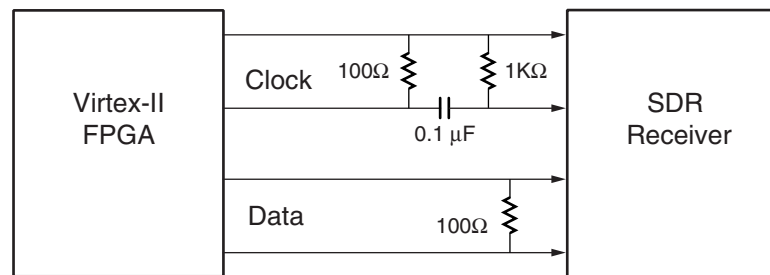 Virtex-II
FPGA
Clock
100Ω
1KΩ
0.1 µF
SDR
Receiver
Data
100Ω